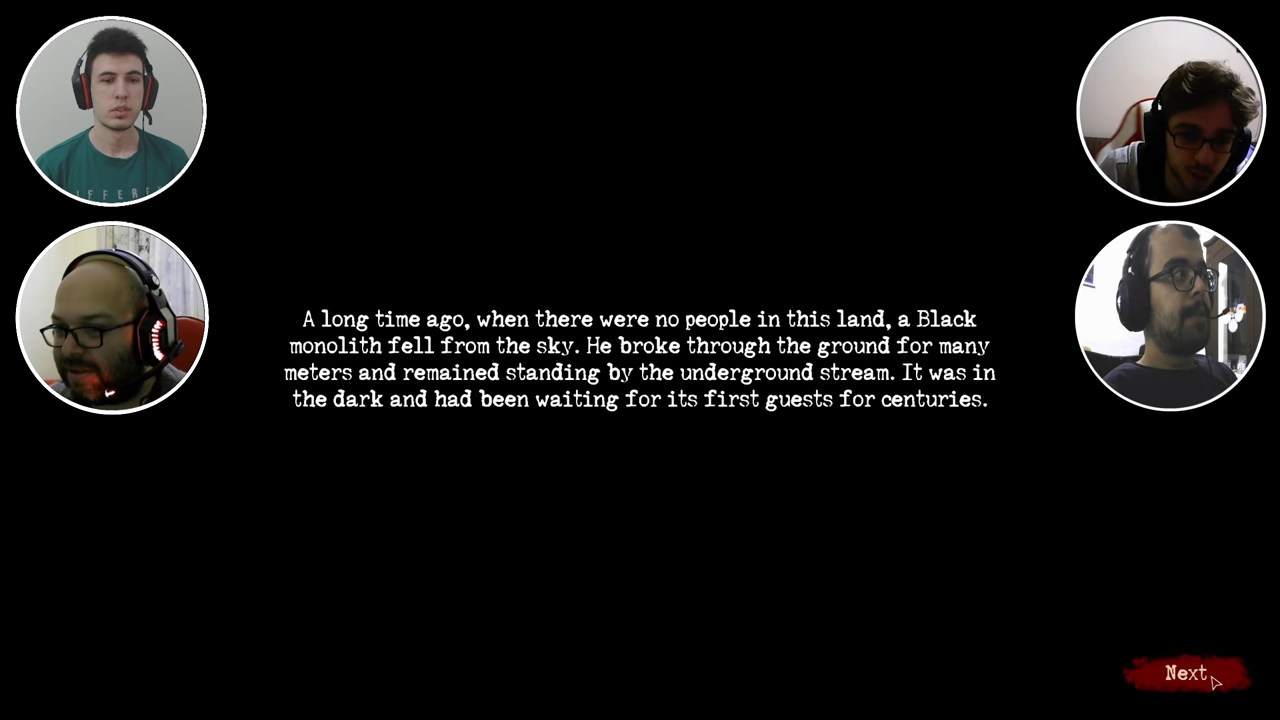 A long time ago, when there were no people in this land, a Black
monolith fell from the sky. He broke through the ground for many
meters and remained standing by the underground stream. It was in
the dark and had been waiting for its first guests for centuries.
Next